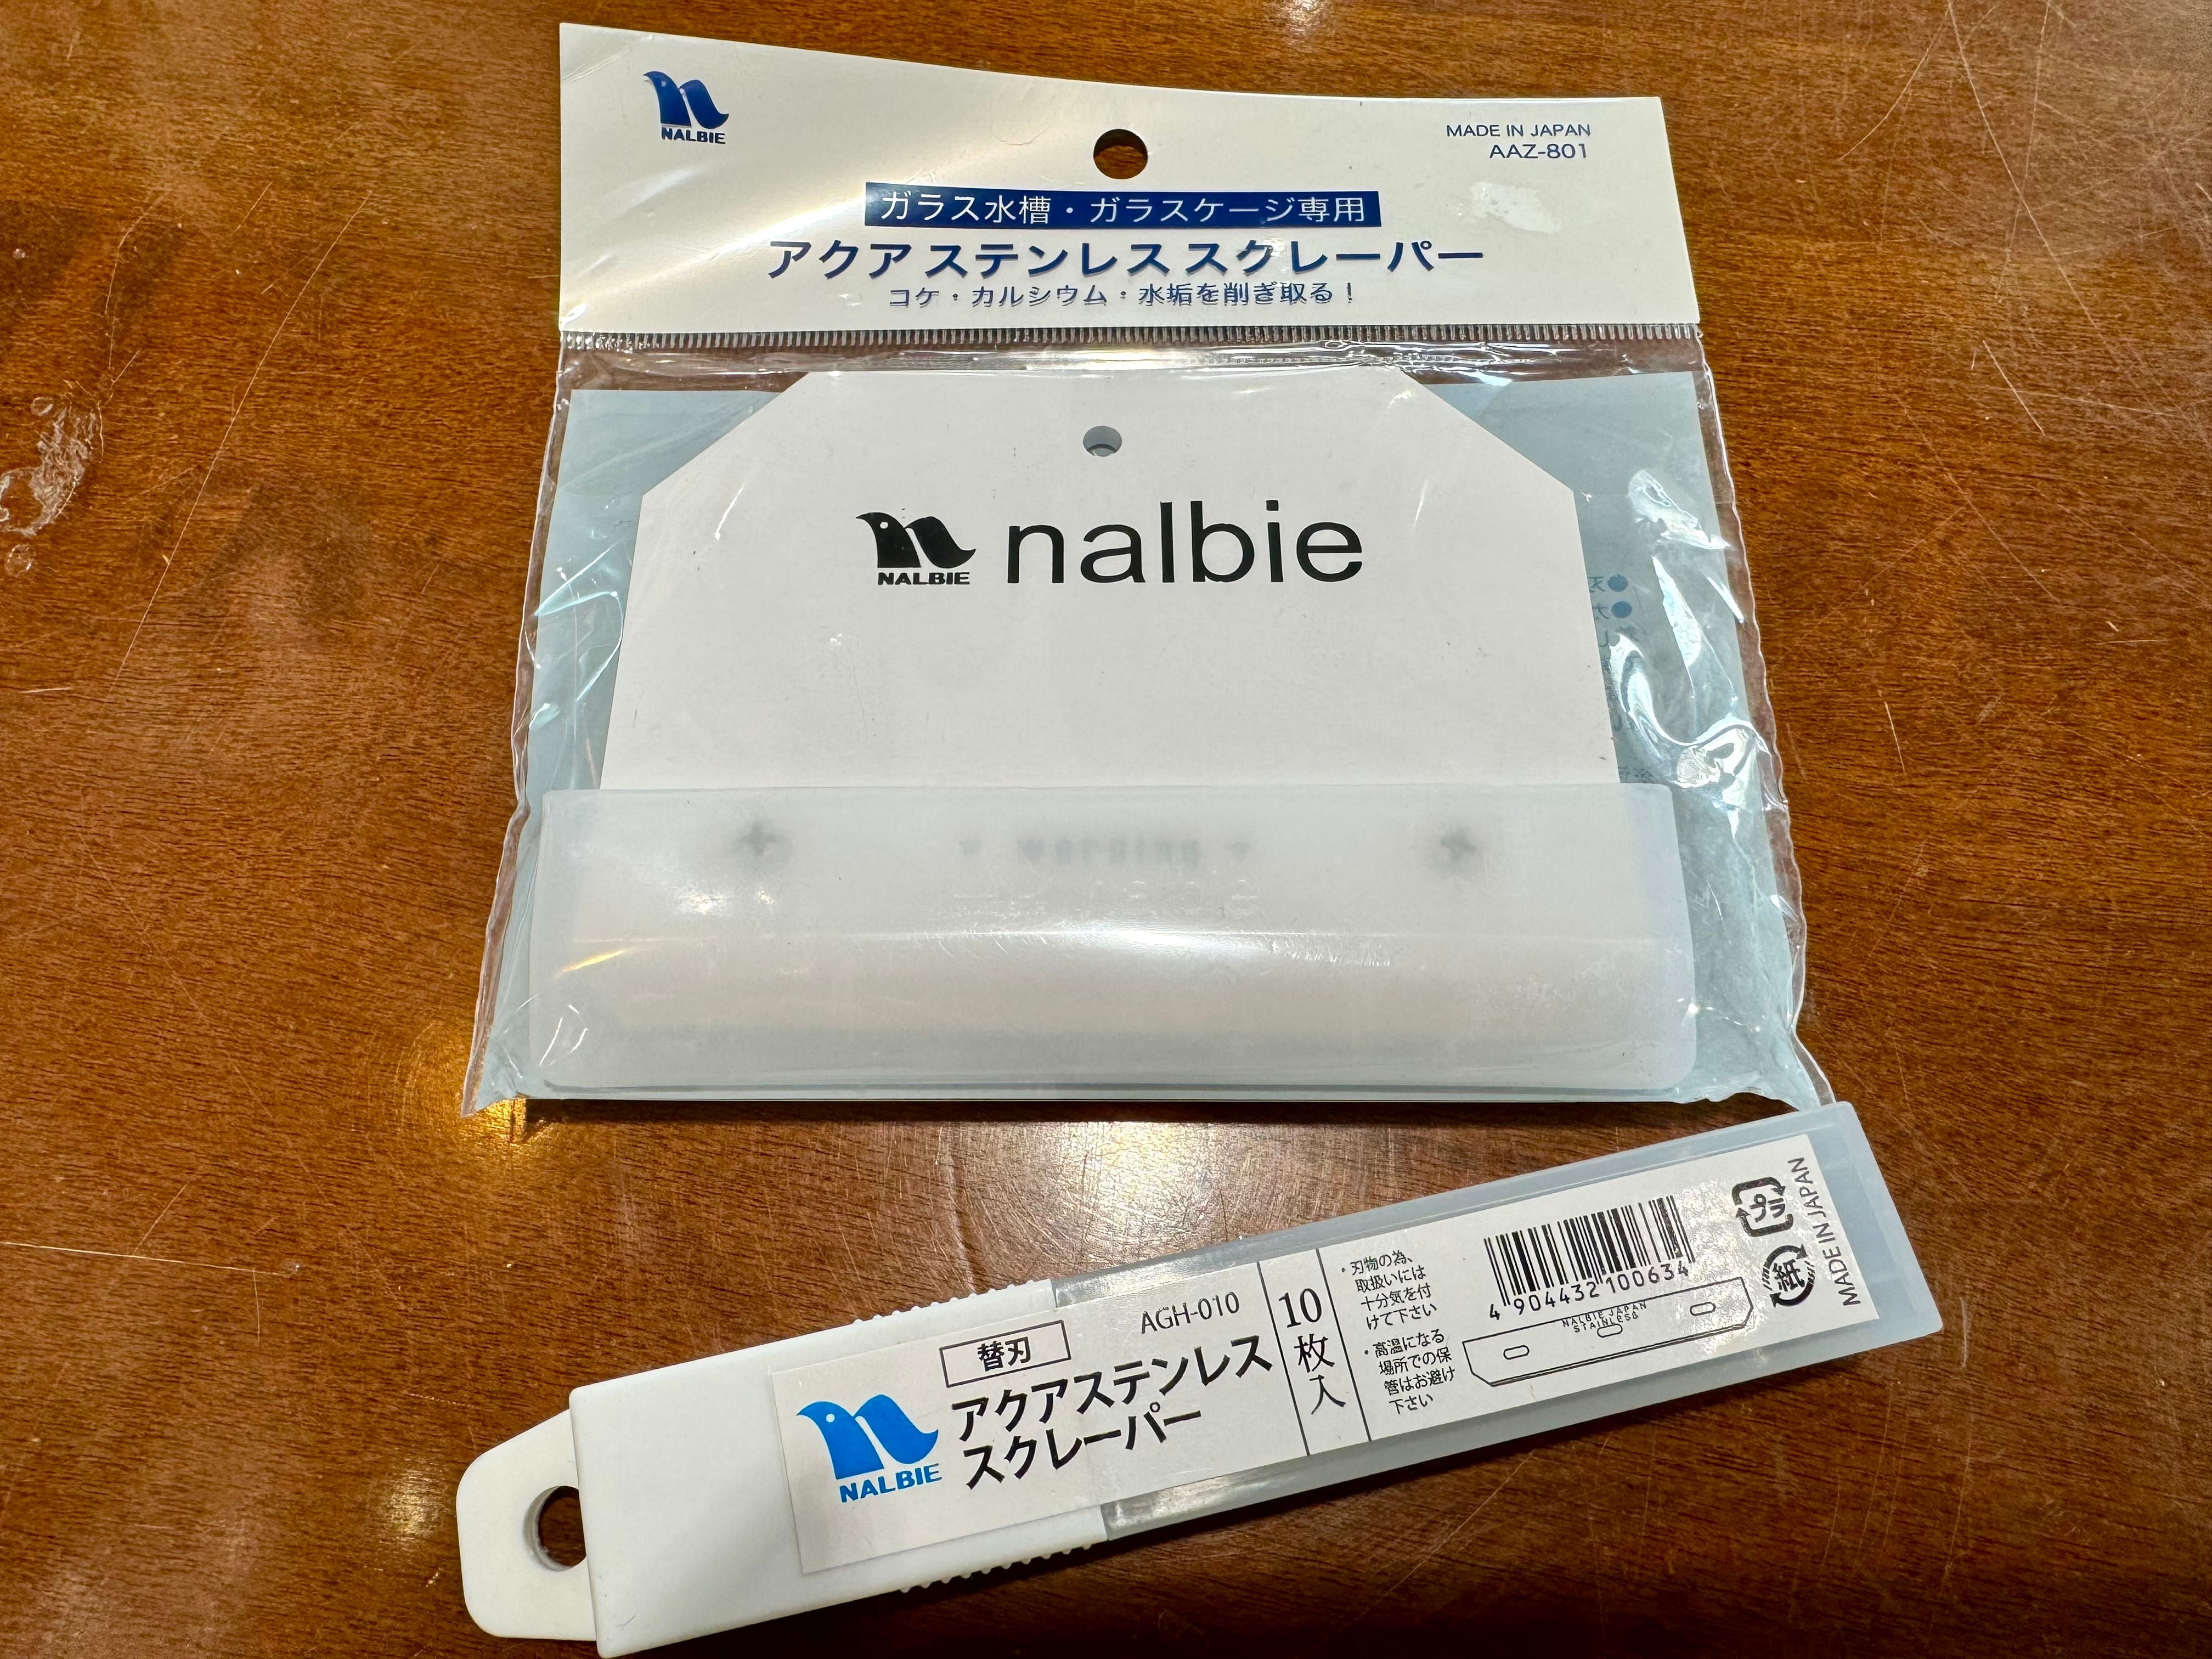 NALBIE
MADE IN JAPAN
AAZ-801
ガラス水槽・ガラスケージ専用
アクアステンレススクレーパー
コケ・カルシウム・水垢を削ぎ取る！
NALBIE
nalbie
warning
替刃
AGH-010
NALBIE
アクアステンレス
スクレーパー
10
枚
入
・刃物の為、
取扱いには
十分気を付
けて下さい
・高温になる
場所での保
管はお避け
下さい
4 904432 100634
NALBIE JAPAN
STAINLESS
プラ
紙
MADE IN JAPAN